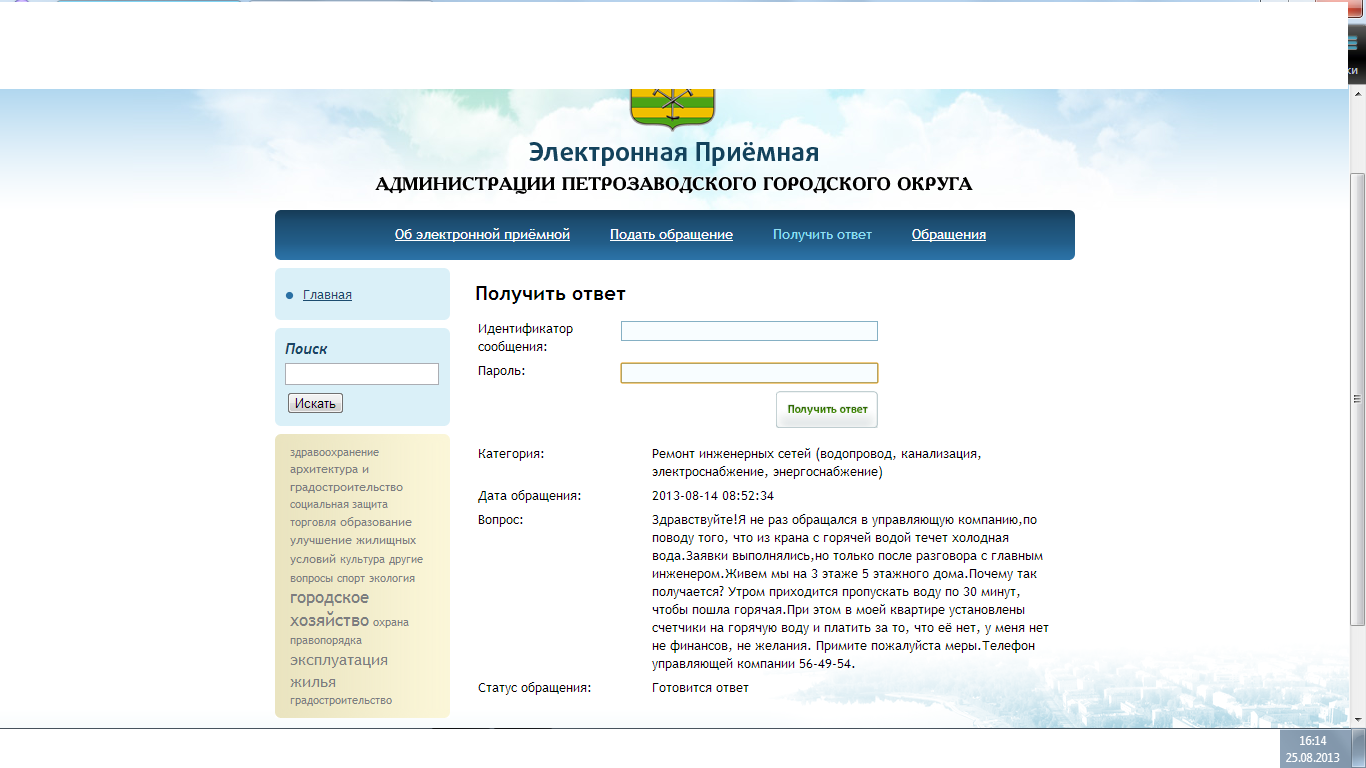 ки
Электронная Приёмная
АДМИНИСТРАЦИИ ПЕТРОЗАВОДСКОГО ГОРОДСКОГО ОКРУГА
Об электронной приёмной Подать обращение Получить ответ Обращения
Главная
Поиск
Искать
здравоохранение
архитектура и
градостроительство
социальная защита
торговля образование
улучшение жилищных
условий культура другие
вопросы спорт экология
городское
хозяйство охрана
правопорядка
эксплуатация
жилья
градостроительство
Получить ответ
Идентификатор
сообщения:
Пароль:
Получить ответ
Категория: Ремонт инженерных сетей (водопровод, канализация,
электроснабжение, энергоснабжение)
Дата обращения: 2013-08-14 08:52:34
Вопрос: Здравствуйте!Я не раз обращался в управляющую компанию,по
поводу того, что из крана с горячей водой течет холодная
вода.Заявки выполнялись,но только после разговора с главным
инженером.Живем мы на 3 этаже 5 этажного дома.Почему так
получается? Утром приходится пропускать воду по 30 минут,
чтобы пошла горячая.При этом в моей квартире установлены
счетчики на горячую воду и платить за то, что её нет, у меня нет
не финансов, не желания. Примите пожалуйста меры.Телефон
управляющей компании 56-49-54.
Статус обращения: Готовится ответ
16:14
25.08.2013